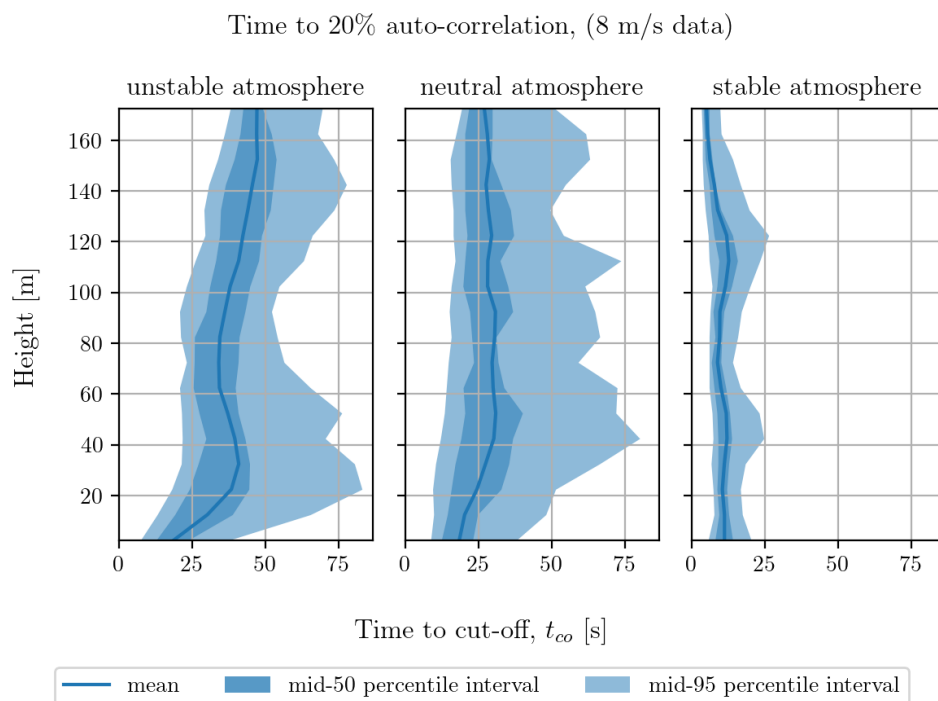 Time to 20% auto-correlation, (8 m/s data)
unstable atmosphere neutral atmosphere stable atmosphere
160
140
120
100
80
60
40
20
Height [m]
0 25 50 75 0 25 50 75 0 25 50 75
Time to cut-off, t_co [s]
mean mid-50 percentile interval mid-95 percentile interval